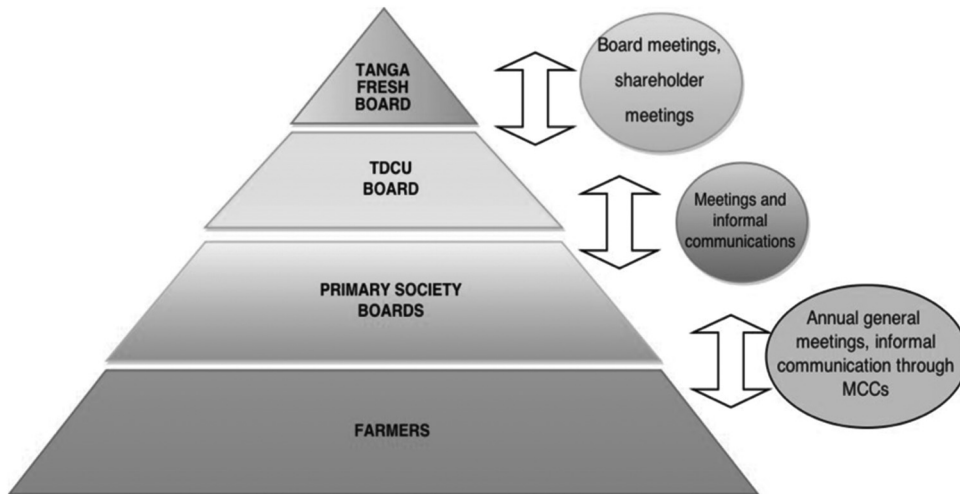 TANGA
FRESH
BOARD
Board meetings,
shareholder
meetings
TDCU
BOARD
Meetings and
informal
communications
PRIMARY SOCIETY
BOARDS
Annual general
meetings, informal
communication through
MCCs
FARMERS